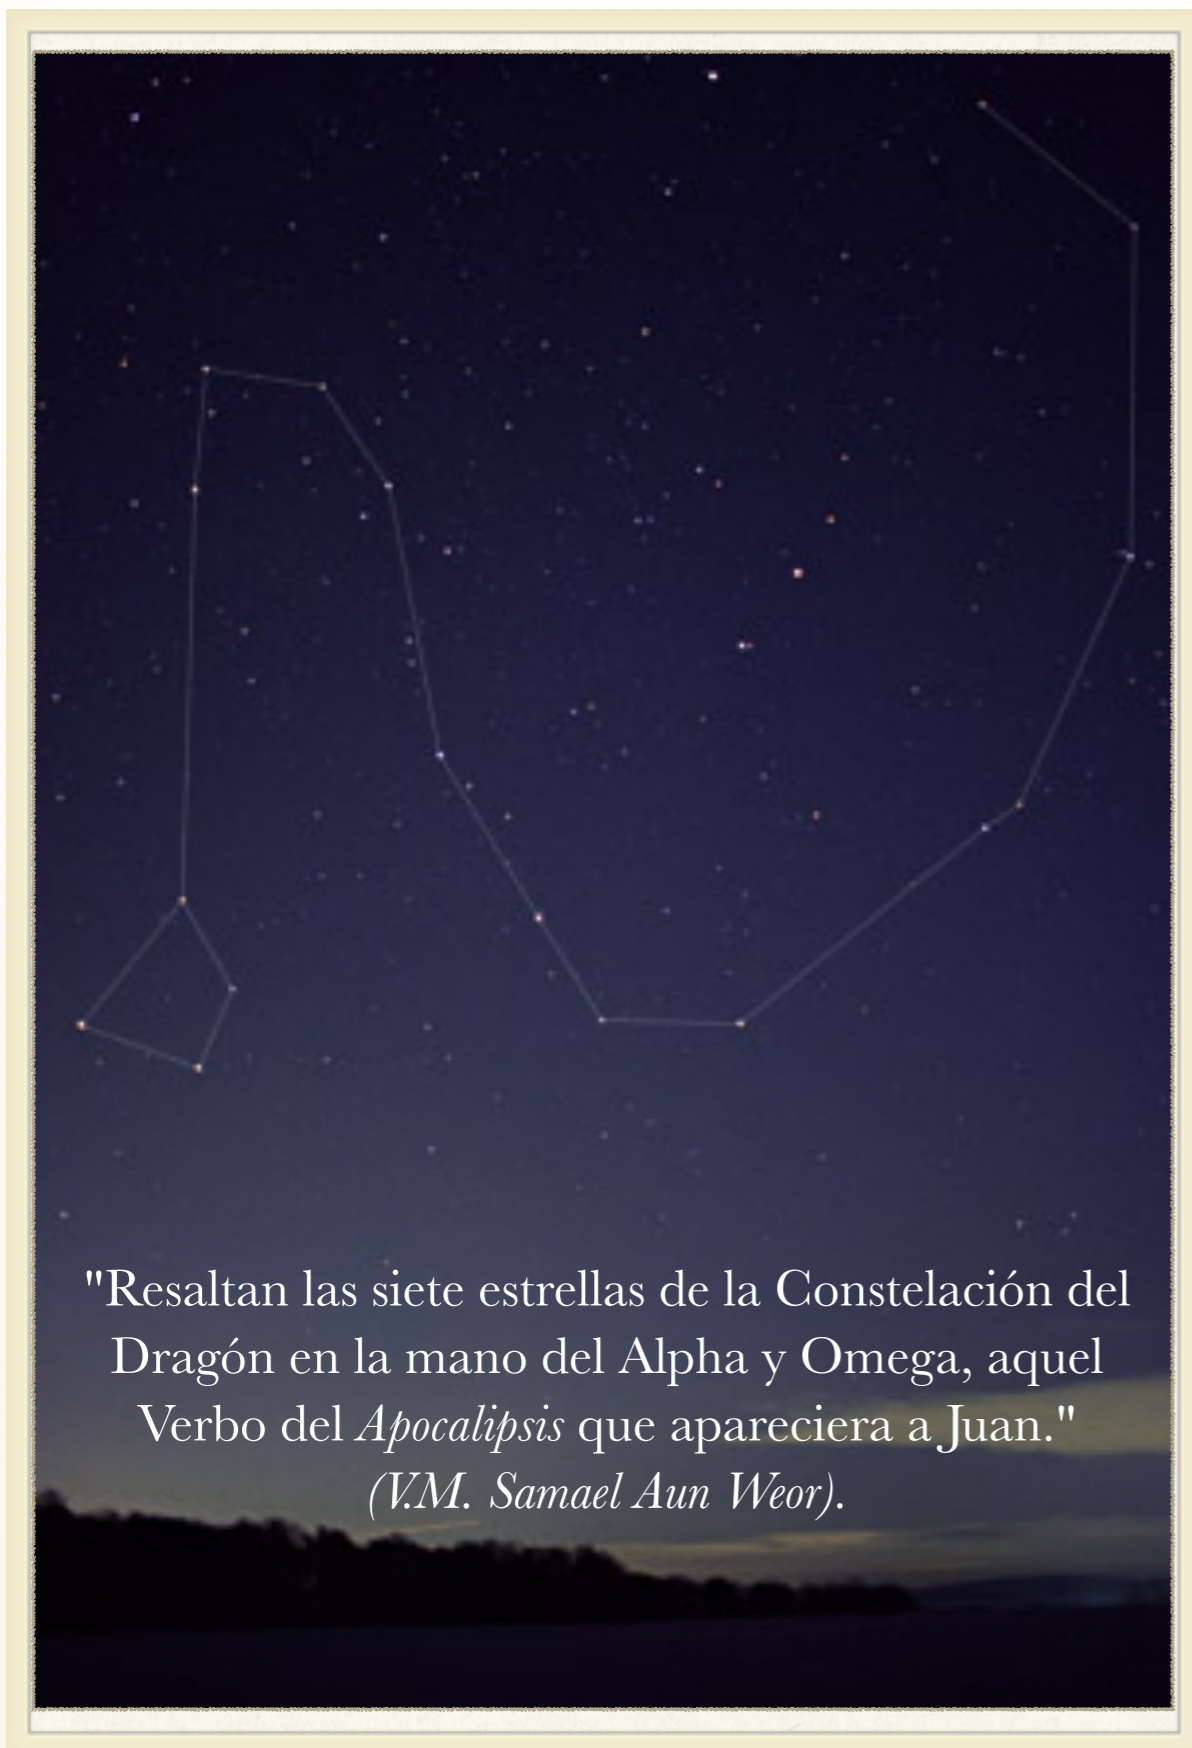 "Resaltan las siete estrellas de la Constelación del
Dragón en la mano del Alpha y Omega, aquel
Verbo del Apocalipsis que apareciera a Juan."
(V.M. Samael Aun Weor).